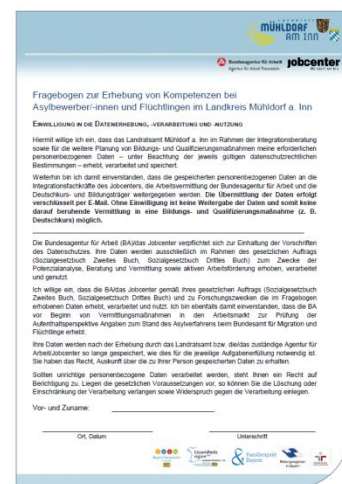 LANDKREIS
MÜHLDORF
AM INN
Bundesagentur für Arbeit
Agentur für Arbeit Traunstein
jobcenter
Fragebogen zur Erhebung von Kompetenzen bei
Asylbewerber/-innen und Flüchtlingen im Landkreis Mühldorf a. Inn
EINWILLIGUNG IN DIE DATENERHEBUNG, -VERARBEITUNG UND -NUTZUNG
Hiermit willige ich ein, dass das Landratsamt Mühldorf a. Inn im Rahmen der Integrationsberatung
sowie für die weitere Planung von Bildungs- und Qualifizierungsmaßnahmen meine erforderlichen
personenbezogenen Daten – unter Beachtung der jeweils gültigen datenschutzrechtlichen
Bestimmungen – erhebt, verarbeitet und speichert.
Weiterhin bin ich damit einverstanden, dass die gespeicherten personenbezogenen Daten an die
Integrationsfachkräfte des Jobcenters, die Arbeitsvermittlung der Bundesagentur für Arbeit und die
Deutschkurs- und Bildungsträger weitergegeben werden. Die Übermittlung der Daten erfolgt
verschlüsselt per E-Mail. Ohne Einwilligung ist keine Weitergabe der Daten und somit keine
darauf beruhende Vermittlung in eine Bildungs- und Qualifizierungsmaßnahme (z. B.
Deutschkurs) möglich.
Die Bundesagentur für Arbeit (BA)/das Jobcenter verpflichtet sich zur Einhaltung der Vorschriften
des Datenschutzes. Ihre Daten werden ausschließlich im Rahmen des gesetzlichen Auftrags
(Sozialgesetzbuch Zweites Buch, Sozialgesetzbuch Drittes Buch) zum Zwecke der
Potenzialanalyse, Beratung und Vermittlung sowie aktiven Arbeitsförderung erhoben, verarbeitet
und genutzt.
Ich willige ein, dass die BA/das Jobcenter gemäß ihres gesetzlichen Auftrags (Sozialgesetzbuch
Zweites Buch, Sozialgesetzbuch Drittes Buch) und zu Forschungszwecken die im Fragebogen
erhobenen Daten erhebt, verarbeitet und nutzt. Ich bin ebenfalls damit einverstanden, dass die BA
vor Beginn von Vermittlungsmaßnahmen in den Arbeitsmarkt zur Prüfung der
Aufenthaltsperspektive Angaben zum Stand des Asylverfahrens beim Bundesamt für Migration und
Flüchtlinge erhebt.
Ihre Daten werden nach der Erhebung durch das Landratsamt bzw. die/das zuständige Agentur für
Arbeit/Jobcenter so lange gespeichert, wie dies für die jeweilige Aufgabenerfüllung notwendig ist.
Sie haben das Recht, Auskunft über die zu Ihrer Person gespeicherten Daten zu erhalten.
Sollten unrichtige personenbezogene Daten verarbeitet werden, steht Ihnen ein Recht auf
Berichtigung zu. Liegen die gesetzlichen Voraussetzungen vor, so können Sie die Löschung oder
Einschränkung der Verarbeitung verlangen sowie Widerspruch gegen die Verarbeitung einlegen.
Vor- und Zuname:
Ort, Datum
Unterschrift
Gesundheits
region plus
Familienpakt
Bayern
Bildungsregion
in Bayern